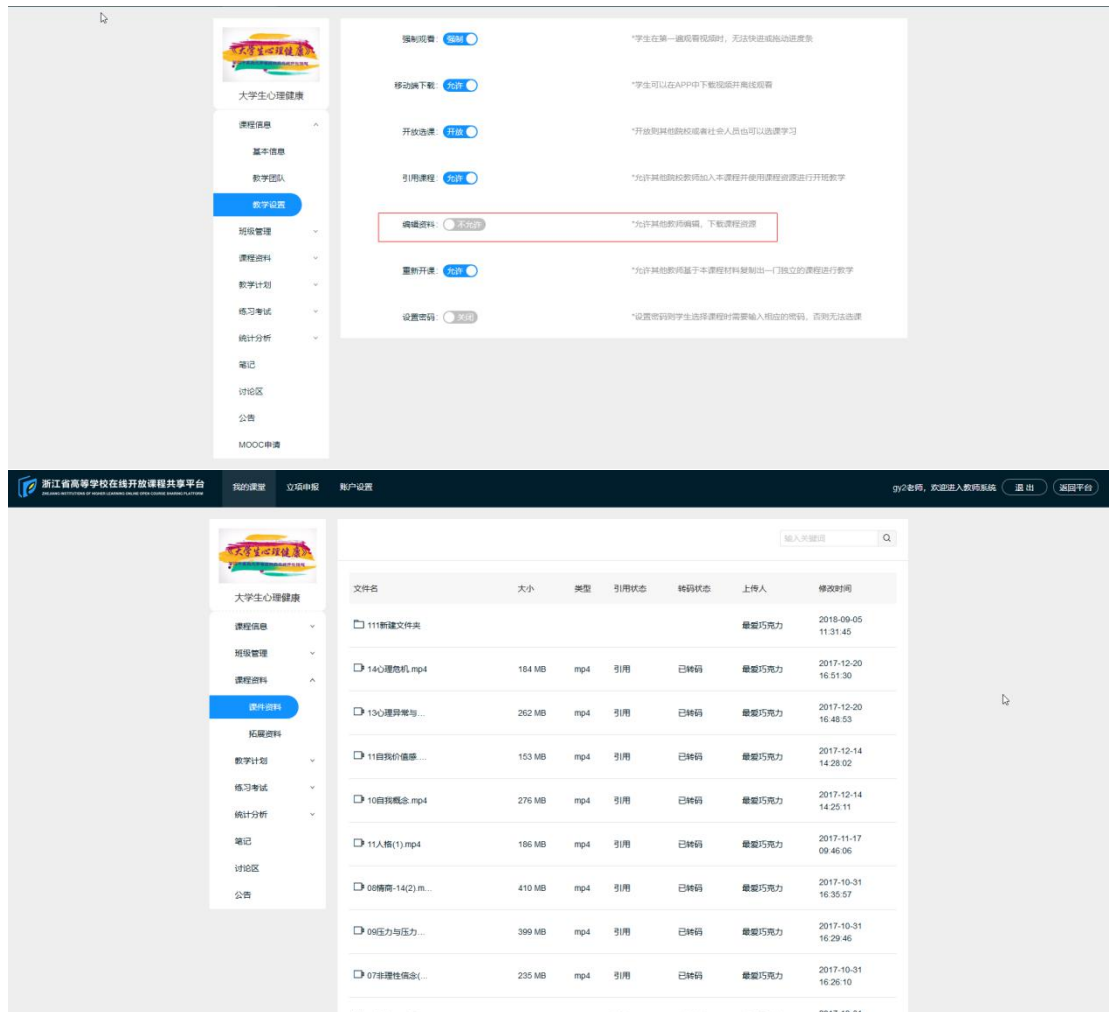 大学生心理健康
大学生心理健康
课程信息
基本信息
教学团队
教学设置
班级管理
课程资料
教学计划
练习考试
统计分析
笔记
讨论区
公告
MOOC申请
强制观看: 强制 *学生在第一遍观看视频时，无法快进或拖动进度条
移动端下载: 允许 *学生可以在APP中下载视频并离线观看
开放选课: 开放 *开放则其他院校或者社会人员也可以选课学习
引用课程: 允许 *允许其他院校教师加入本课程并使用课程资源进行开班教学
编辑资料: 不允许 *允许其他教师编辑，下载课程资源
重新开课: 允许 *允许其他教师基于本课程材料复制出一门独立的课程进行教学
设置密码: 关闭 *设置密码则学生选择课程时需要输入相应的密码，否则无法选课
浙江省高等学校在线开放课程共享平台
我的课堂 立项申报 账户设置
gy2老师，欢迎进入教师系统 退出 返回平台
大学生心理健康
大学生心理健康
课程信息
班级管理
课程资料
课件资料
拓展资料
教学计划
练习考试
统计分析
笔记
讨论区
公告
输入关键词
文件名 大小 类型 引用状态 转码状态 上传人 修改时间
111新建文件夹 最爱巧克力 2018-09-05
11:31:45
14心理危机.mp4 184 MB mp4 引用 已转码 最爱巧克力 2017-12-20
16:51:30
13心理异常与... 262 MB mp4 引用 已转码 最爱巧克力 2017-12-20
16:48:53
11自我价值感.... 153 MB mp4 引用 已转码 最爱巧克力 2017-12-14
14:28:02
10自我概念.mp4 276 MB mp4 引用 已转码 最爱巧克力 2017-12-14
14:25:11
11人格(1).mp4 186 MB mp4 引用 已转码 最爱巧克力 2017-11-17
09:46:06
08情商-14(2).m... 410 MB mp4 引用 已转码 最爱巧克力 2017-10-31
16:35:57
09压力与压力... 399 MB mp4 引用 已转码 最爱巧克力 2017-10-31
16:29:46
07非理性信念(... 235 MB mp4 引用 已转码 最爱巧克力 2017-10-31
16:26:10